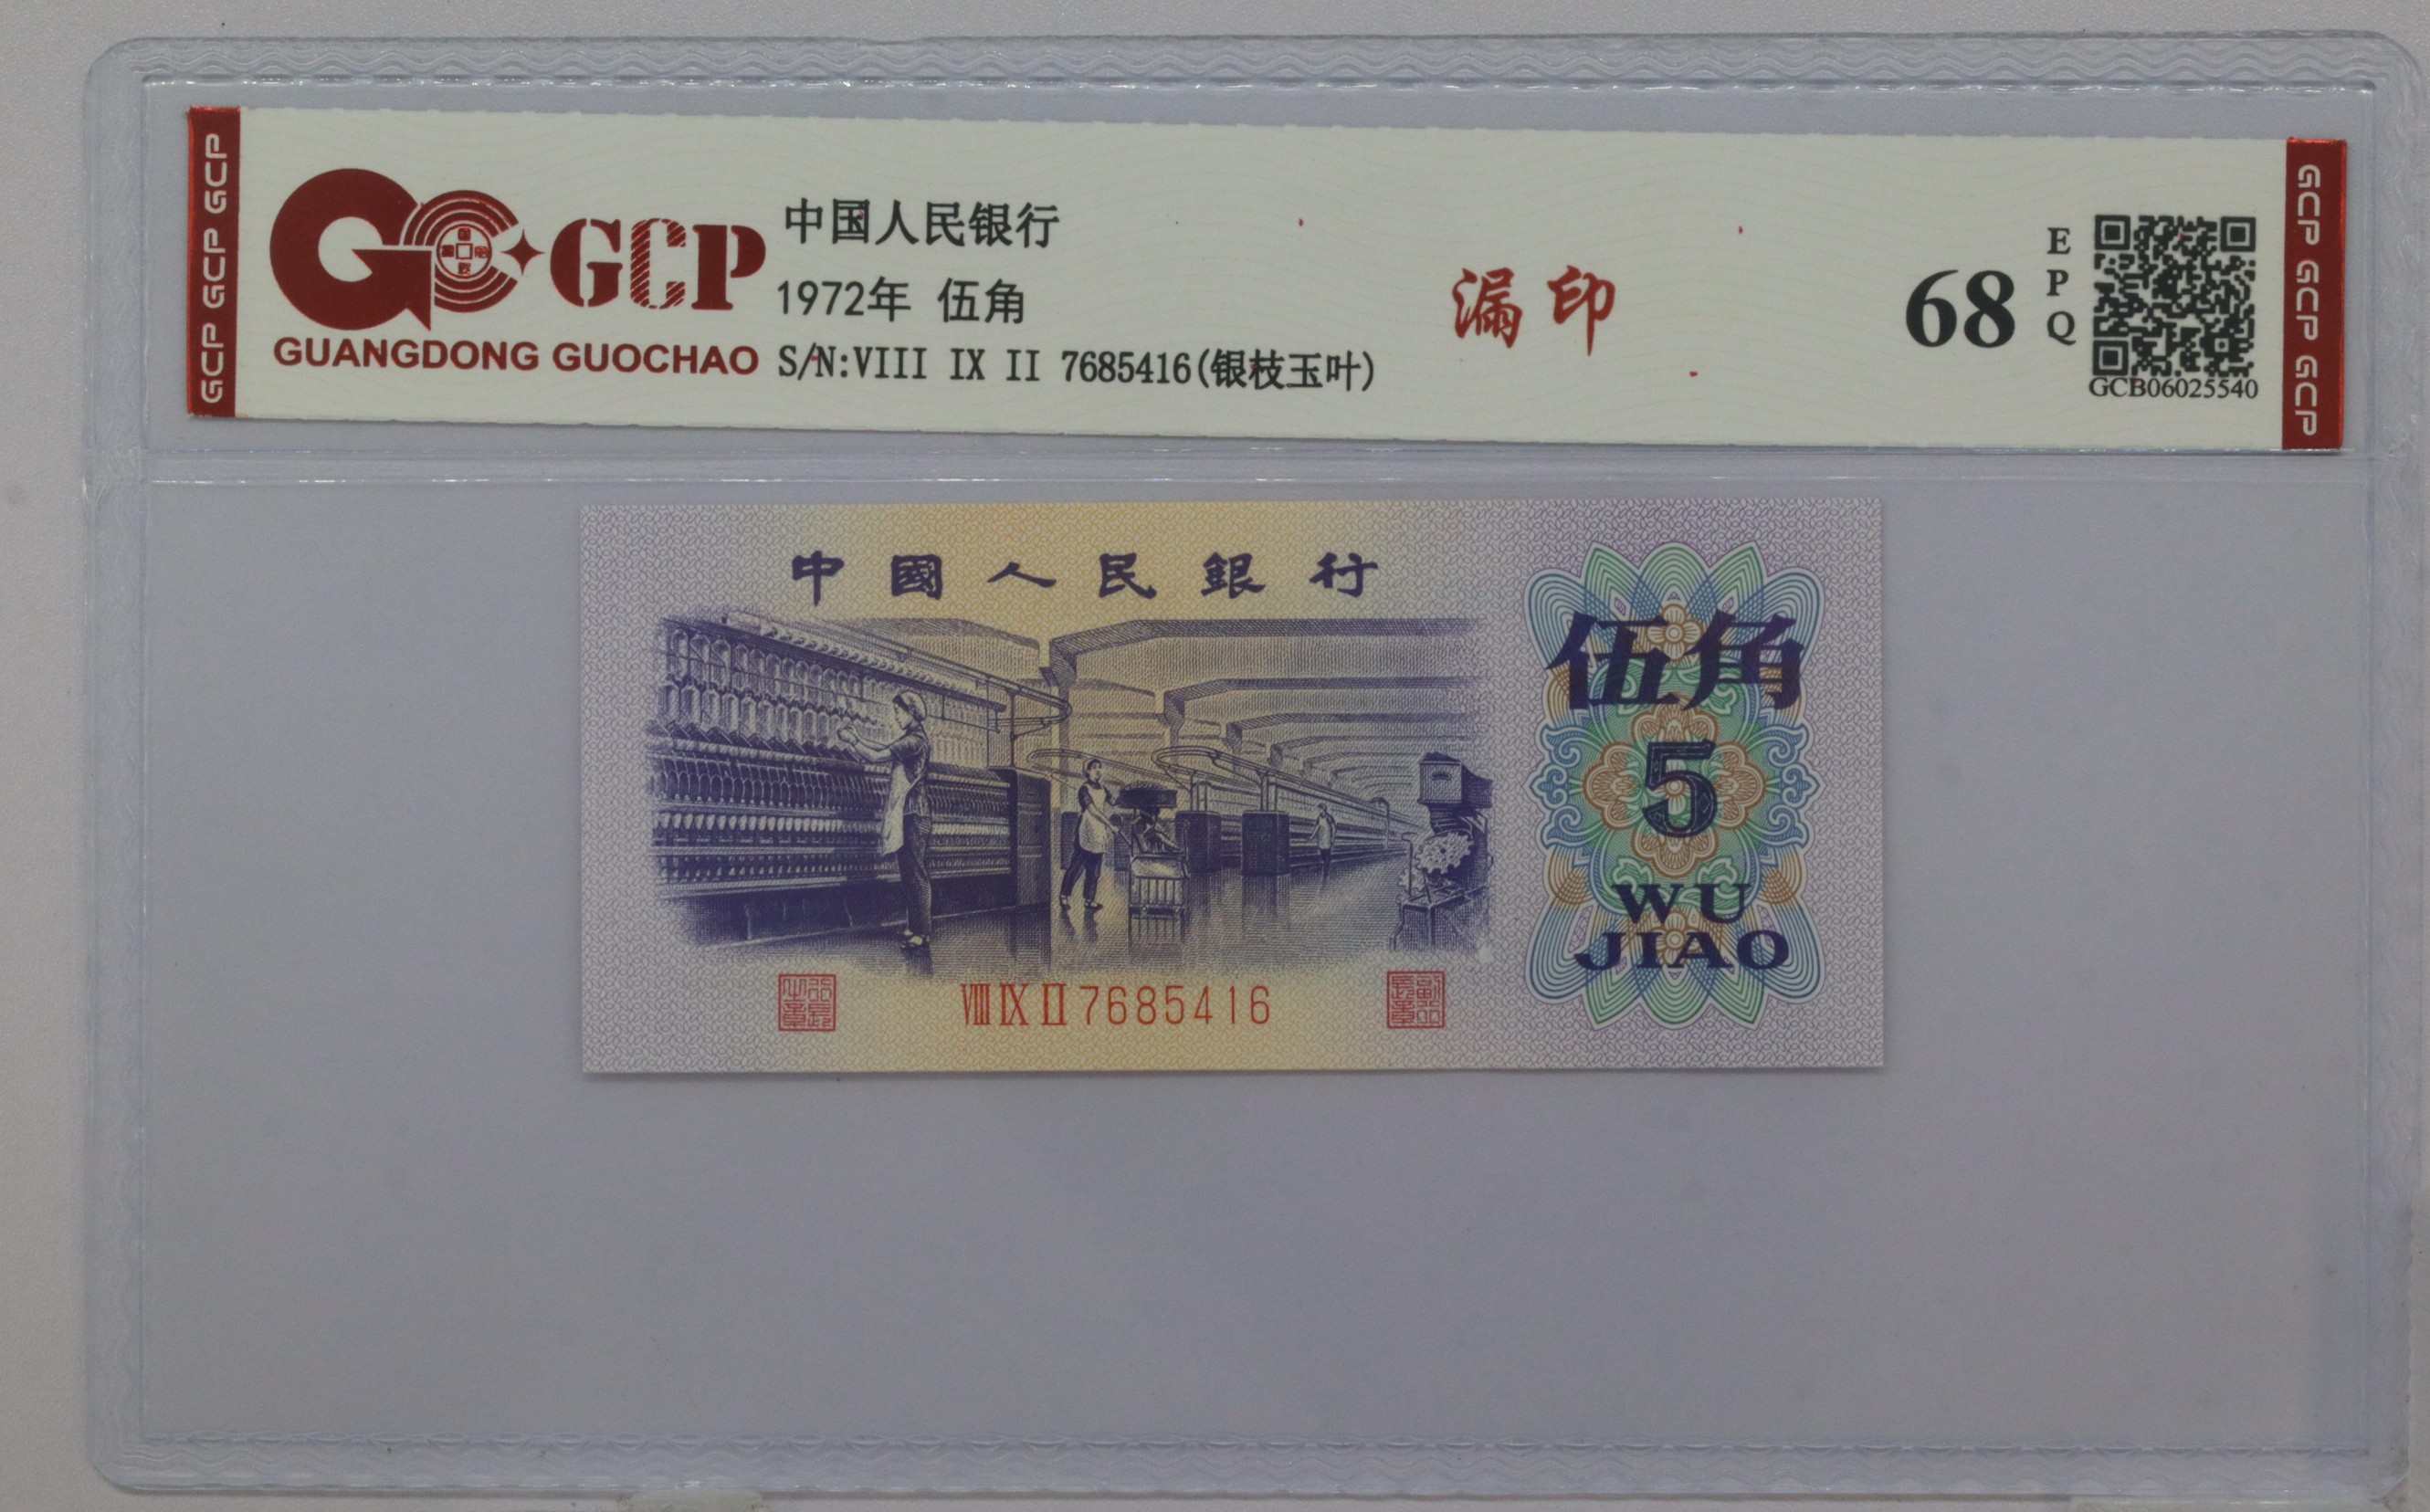 GCP GCP GCP
GCP
GUANGDONG GUOCHAO
中国人民银行
1972年 伍角
S/N:VIII IX II 7685416(银枝玉叶)
漏印
68
E
P
Q
GCB06025540
GCP GCP GCP
中國人民銀行
伍角
5
WU
JIAO
VIII IX II 7685416